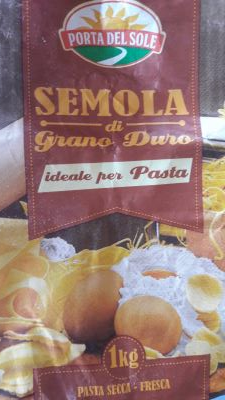 PORTA DEL SOLE
SEMOLA
di
Grano Duro
ideale per Pasta
1kg
PASTA SECCA - FRESCA